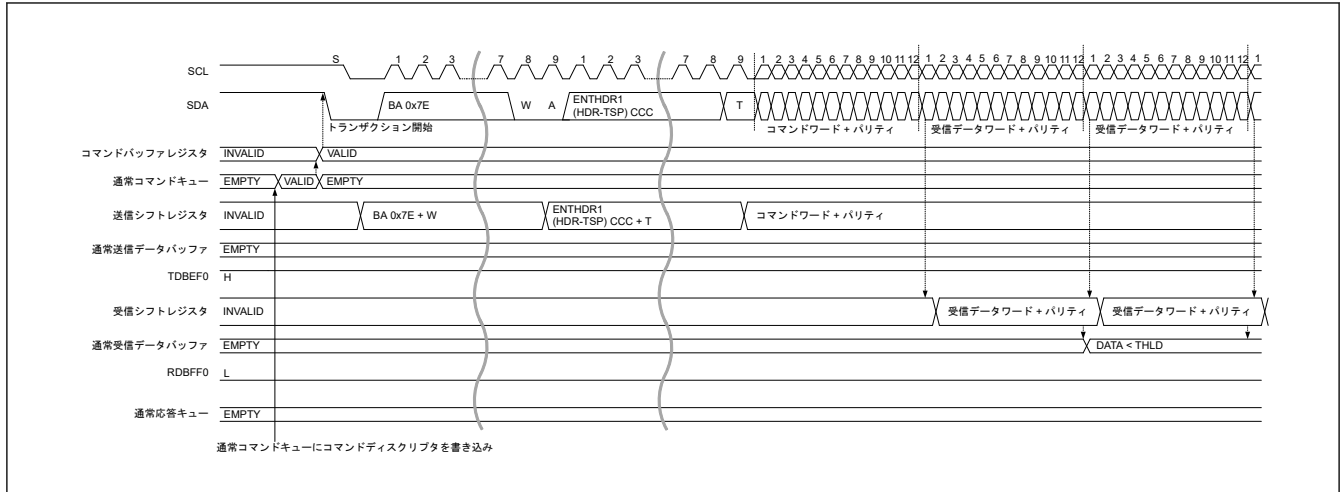 S 1 2 3 7 8 9 1 2 3 7 8 9 1 2 3 4 5 6 7 8 9 10 11 12 1 2 3 4 5 6 7 8 9 10 11 12 1 2 3 4 5 6 7 8 9 10 11 12 1
SCL
SDA BA 0x7E W A ENTHDR1
(HDR-TSP) CCC T
トランザクション開始 コマンドワード + パリティ 受信データワード + パリティ 受信データワード + パリティ
コマンドバッファレジスタ INVALID VALID
通常コマンドキュー EMPTY VALID EMPTY
送信シフトレジスタ INVALID BA 0x7E + W ENTHDR1
(HDR-TSP) CCC + T コマンドワード + パリティ
通常送信データバッファ EMPTY
TDBEF0 H
受信シフトレジスタ INVALID 受信データワード + パリティ 受信データワード + パリティ
通常受信データバッファ EMPTY DATA < THLD
RDBFF0 L
通常応答キュー EMPTY
通常コマンドキューにコマンドディスクリプタを書き込み